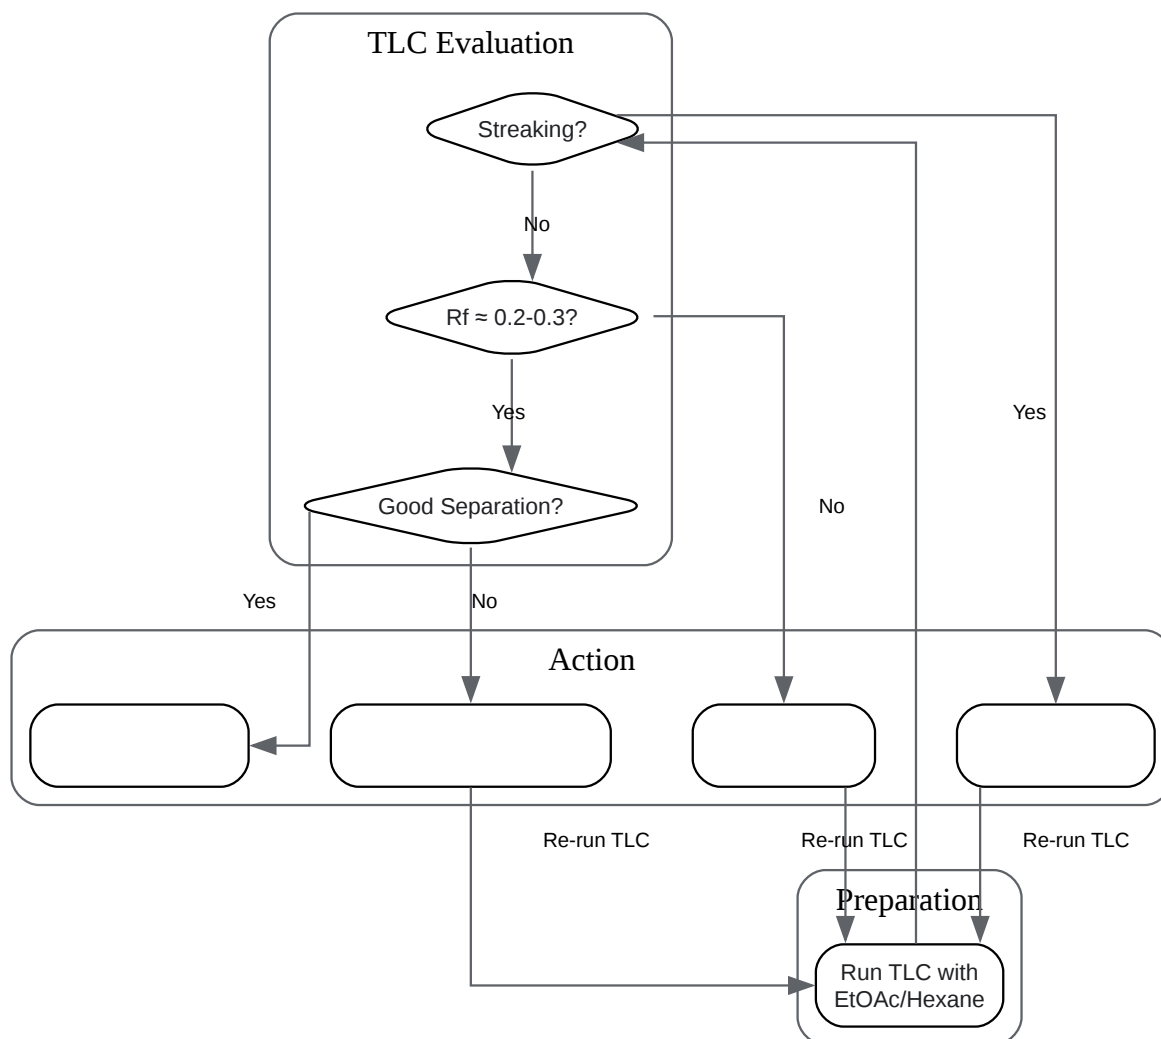 TLC Evaluation
Streaking?
No
Rf ≈ 0.2-0.3?
Yes
Yes
Good Separation?
No
Yes
No
Action
Re-run TLC
Re-run TLC
Re-run TLC
Preparation
Run TLC with
EtOAc/Hexane